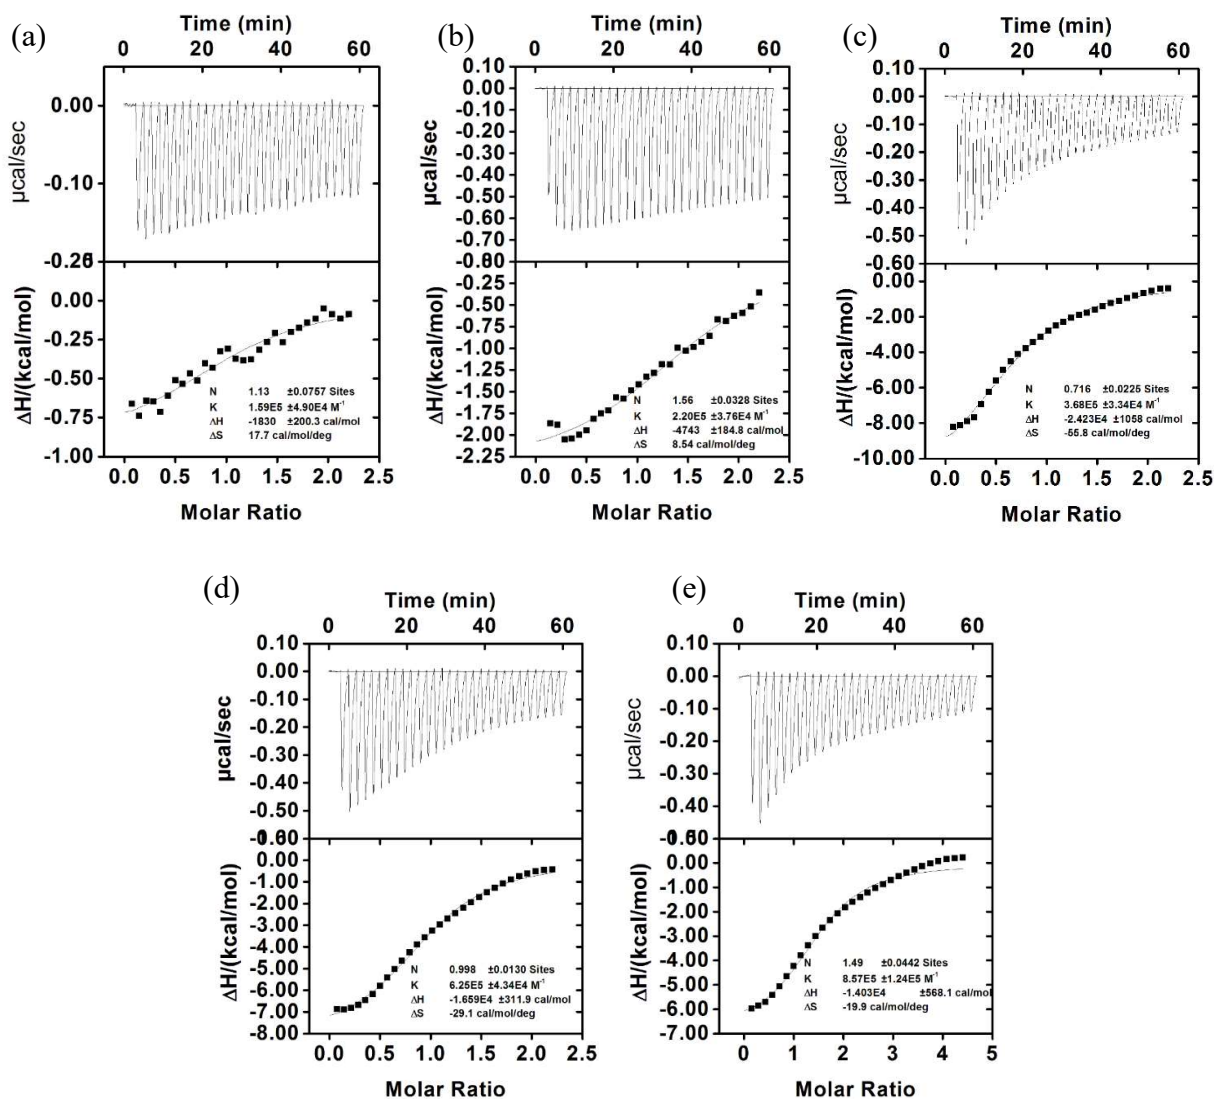 (a)
Time (min)
0 20 40 60
µcal/sec
0.00
-0.10
ΔH/(kcal/mol)
0.00
-0.25
-0.50
-0.75
-1.00
N 1.13 ±0.0757 Sites
K 1.59E5 ±4.90E4 M⁻¹
ΔH -1830 ±200.3 cal/mol
ΔS 17.7 cal/mol/deg
0.0 0.5 1.0 1.5 2.0 2.5
Molar Ratio
(b)
Time (min)
0 20 40 60
µcal/sec
0.10
0.00
-0.10
-0.20
-0.30
-0.40
-0.50
-0.60
-0.70
ΔH/(kcal/mol)
-0.25
-0.50
-0.75
-1.00
-1.25
-1.50
-1.75
-2.00
-2.25
N 1.56 ±0.0328 Sites
K 2.20E5 ±3.76E4 M⁻¹
ΔH -4743 ±184.8 cal/mol
ΔS 8.54 cal/mol/deg
0.0 0.5 1.0 1.5 2.0 2.5
Molar Ratio
(c)
Time (min)
0 20 40 60
µcal/sec
0.10
0.00
-0.10
-0.20
-0.30
-0.40
-0.50
-0.60
ΔH/(kcal/mol)
-2.00
-4.00
-6.00
-8.00
-10.00
N 0.716 ±0.0225 Sites
K 3.68E5 ±3.34E4 M⁻¹
ΔH -2.423E4 ±1058 cal/mol
ΔS -55.8 cal/mol/deg
0.0 0.5 1.0 1.5 2.0 2.5
Molar Ratio
(d)
Time (min)
0 20 40 60
µcal/sec
0.10
0.00
-0.10
-0.20
-0.30
-0.40
-0.50
ΔH/(kcal/mol)
0.00
-1.00
-2.00
-3.00
-4.00
-5.00
-6.00
-7.00
-8.00
N 0.998 ±0.0130 Sites
K 6.25E5 ±4.34E4 M⁻¹
ΔH -1.659E4 ±311.9 cal/mol
ΔS -29.1 cal/mol/deg
0.0 0.5 1.0 1.5 2.0 2.5
Molar Ratio
(e)
Time (min)
0 20 40 60
µcal/sec
0.10
0.00
-0.10
-0.20
-0.30
-0.40
ΔH/(kcal/mol)
0.00
-1.00
-2.00
-3.00
-4.00
-5.00
-6.00
-7.00
N 1.49 ±0.0442 Sites
K 8.57E5 ±1.24E5 M⁻¹
ΔH -1.403E4 ±568.1 cal/mol
ΔS -19.9 cal/mol/deg
0 1 2 3 4 5
Molar Ratio